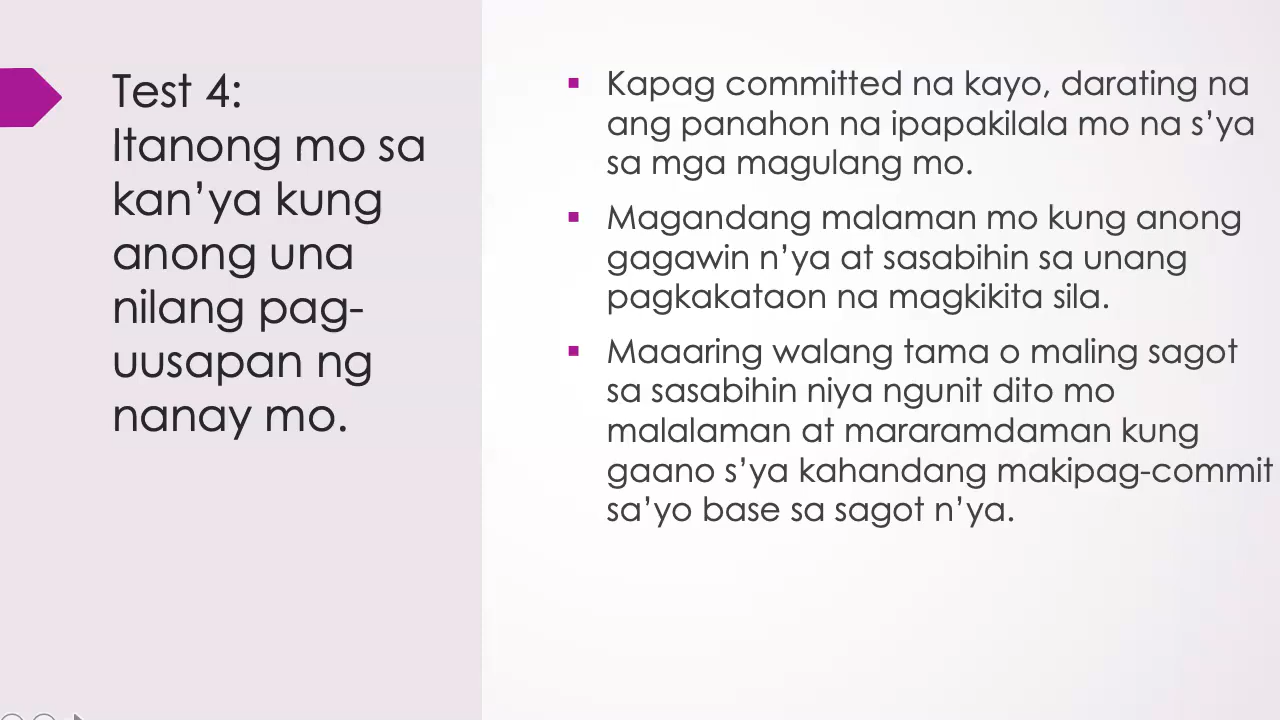 Test 4:
Itanong mo sa
kan’ya kung
anong una
nilang pag-
uusapan ng
nanay mo.
Kapag committed na kayo, darating na
ang panahon na ipapakilala mo na s’ya
sa mga magulang mo.
Magandang malaman mo kung anong
gagawin n’ya at sasabihin sa unang
pagkakataon na magkikita sila.
Maaaring walang tama o maling sagot
sa sasabihin niya ngunit dito mo
malalaman at mararamdaman kung
gaano s’ya kahandang makipag-commit
sa’yo base sa sagot n’ya.